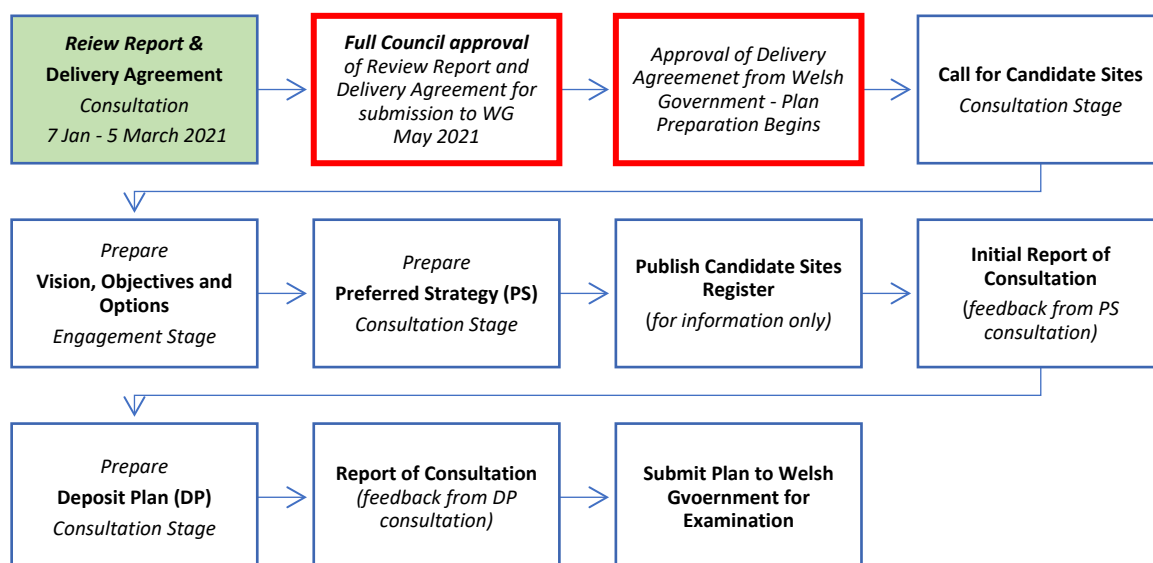 Reiew Report &
Delivery Agreement
Consultation
7 Jan - 5 March 2021
Full Council approval
of Review Report and
Delivery Agreement for
submission to WG
May 2021
Approval of Delivery
Agreemenet from Welsh
Government - Plan
Preparation Begins
Call for Candidate Sites
Consultation Stage
Prepare
Vision, Objectives and
Options
Engagement Stage
Prepare
Preferred Strategy (PS)
Consultation Stage
Publish Candidate Sites
Register
(for information only)
Initial Report of
Consultation
(feedback from PS
consultation)
Prepare
Deposit Plan (DP)
Consultation Stage
Report of Consultation
(feedback from DP
consultation)
Submit Plan to Welsh
Gvoernment for
Examination